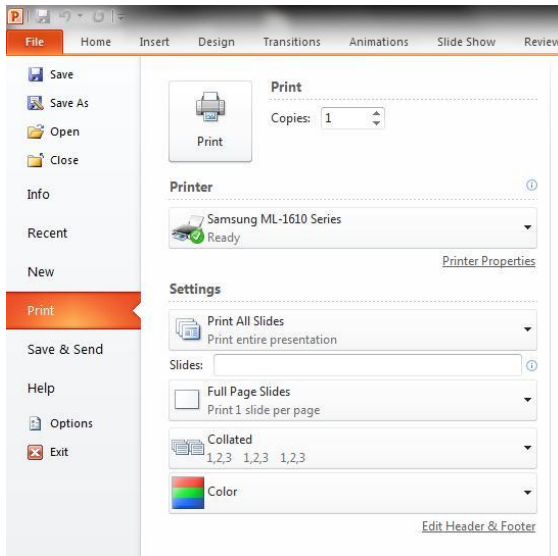 P
File Home Insert Design Transitions Animations Slide Show Review
Save
Save As
Open
Close
Info
Recent
New
Print
Save & Send
Help
Options
Exit
Print
Print
Copies: 1
Printer
Samsung ML-1610 Series
Ready
Printer Properties
Settings
Print All Slides
Print entire presentation
Slides:
Full Page Slides
Print 1 slide per page
Collated
1,2,3 1,2,3 1,2,3
Color
Edit Header & Footer